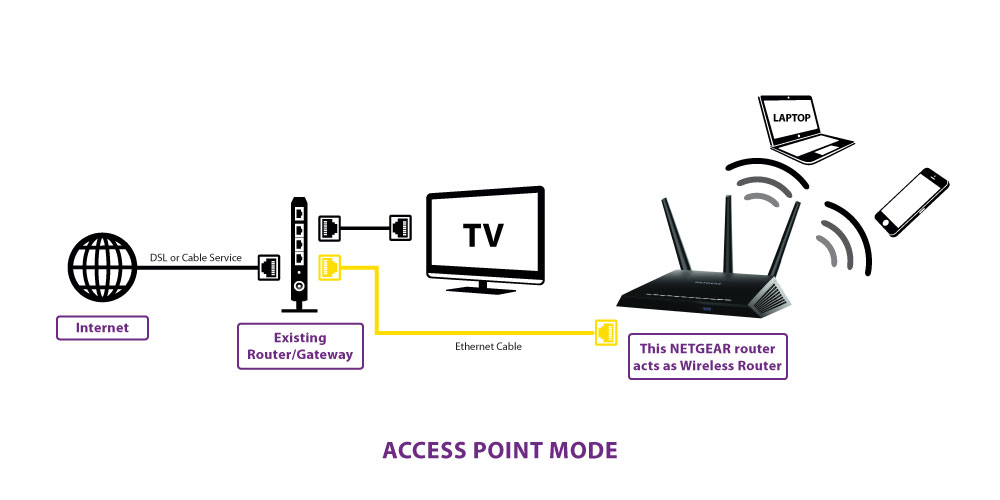 LAPTOP
TV
DSL or Cable Service
NETGEAR
Internet
Existing
Router/Gateway
Ethernet Cable
This NETGEAR router
acts as Wireless Router
ACCESS POINT MODE